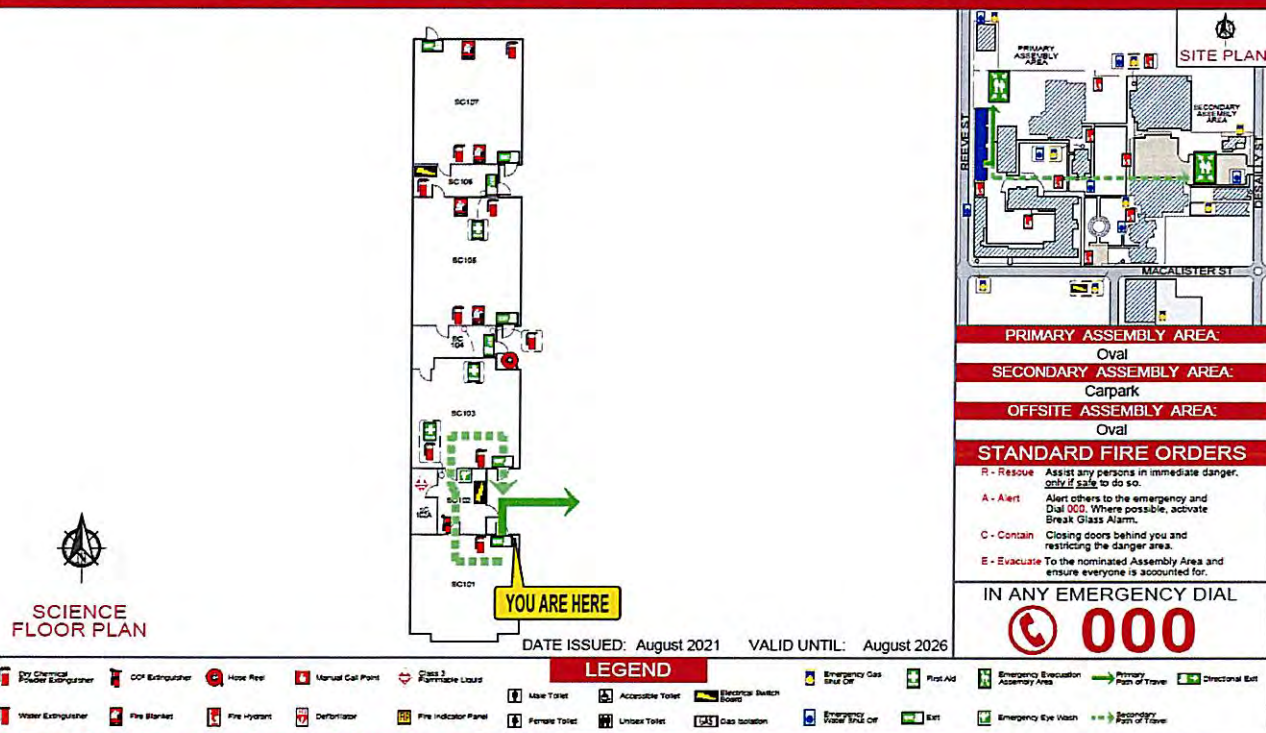 SITE PLAN
PRIMARY
ASSEMBLY
AREA
SECONDARY
ASSEMBLY
AREA
REEVE ST
DESAILLY ST
MACALISTER ST
SC107
SC106
SC105
SC
104
SC103
SC102
SC
102A
SC101
YOU ARE HERE
N
SCIENCE
FLOOR PLAN
DATE ISSUED: August 2021 VALID UNTIL: August 2026
PRIMARY ASSEMBLY AREA:
Oval
SECONDARY ASSEMBLY AREA:
Carpark
OFFSITE ASSEMBLY AREA:
Oval
STANDARD FIRE ORDERS
R - Rescue Assist any persons in immediate danger,
only if safe to do so.
A - Alert Alert others to the emergency and
Dial 000. Where possible, activate
Break Glass Alarm.
C - Contain Closing doors behind you and
restricting the danger area.
E - Evacuate To the nominated Assembly Area and
ensure everyone is accounted for.
IN ANY EMERGENCY DIAL
000
LEGEND
Dry Chemical
Powder Extinguisher
CO² Extinguisher
Hose Reel
Manual Call Point
Class 3
Flammable Liquid
Male Toilet
Accessible Toilet
Electrical Switch
Board
Emergency Gas
Shut Off
First Aid
Emergency Evacuation
Assembly Area
Primary
Path of Travel
Directional Exit
Water Extinguisher
Fire Blanket
Fire Hydrant
Defibrillator
FIP Fire Indicator Panel
Female Toilet
Unisex Toilet
GAS Gas Isolation
Emergency
Water Shut Off
Exit
Emergency Eye Wash
Secondary
Path of Travel